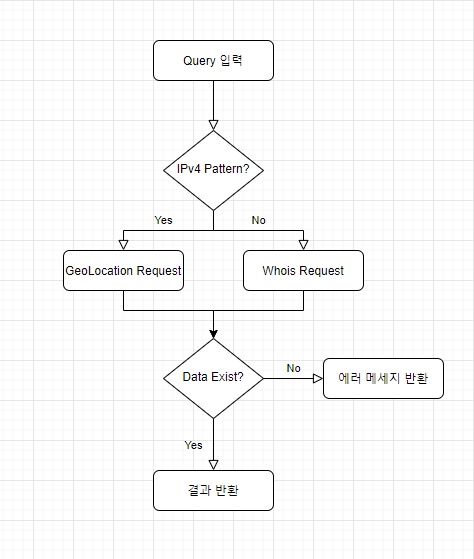 Query 입력
IPv4 Pattern?
Yes
No
GeoLocation Request
Whois Request
Data Exist?
No
에러 메세지 반환
Yes
결과 반환